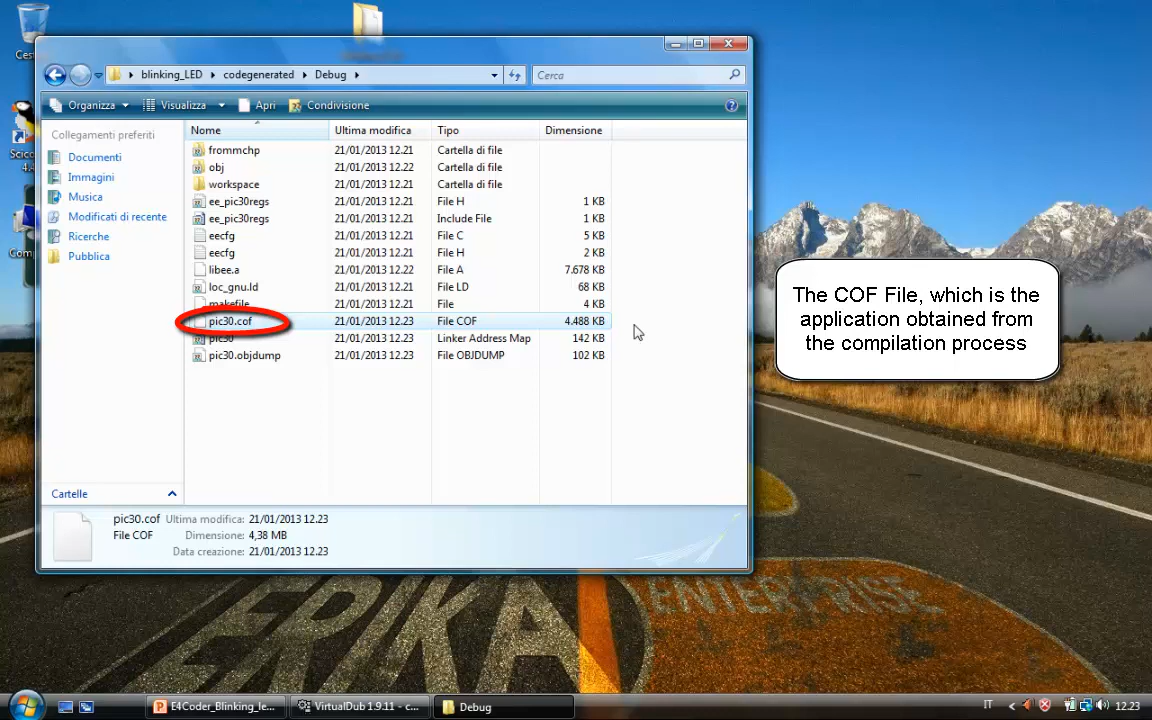 Cest
Scico
4.4
Comp
blinking_LED
codegenerated
Debug
Cerca
Organizza
Visualizza
Apri
Condivisione
Collegamenti preferiti
Documenti
Immagini
Musica
Modificati di recente
Ricerche
Pubblica
Cartelle
Nome Ultima modifica Tipo Dimensione
frommchp 21/01/2013 12.21 Cartella di file
obj 21/01/2013 12.22 Cartella di file
workspace 21/01/2013 12.21 Cartella di file
ee_pic30regs 21/01/2013 12.21 File H 1 KB
ee_pic30regs 21/01/2013 12.21 Include File 1 KB
eecfg 21/01/2013 12.21 File C 5 KB
eecfg 21/01/2013 12.21 File H 2 KB
libee.a 21/01/2013 12.22 File A 7.678 KB
loc_gnu.ld 21/01/2013 12.21 File LD 68 KB
makefile 21/01/2013 12.21 File 4 KB
pic30.cof 21/01/2013 12.23 File COF 4.488 KB
pic30 21/01/2013 12.23 Linker Address Map 142 KB
pic30.objdump 21/01/2013 12.23 File OBJDUMP 102 KB
The COF File, which is the
application obtained from
the compilation process
pic30.cof Ultima modifica: 21/01/2013 12.23
File COF Dimensione: 4,38 MB
Data creazione: 21/01/2013 12.23
ERIKA ENTERPRISE
E4Coder_Blinking_le...
VirtualDub 1.9.11 - c...
Debug
IT
12.23